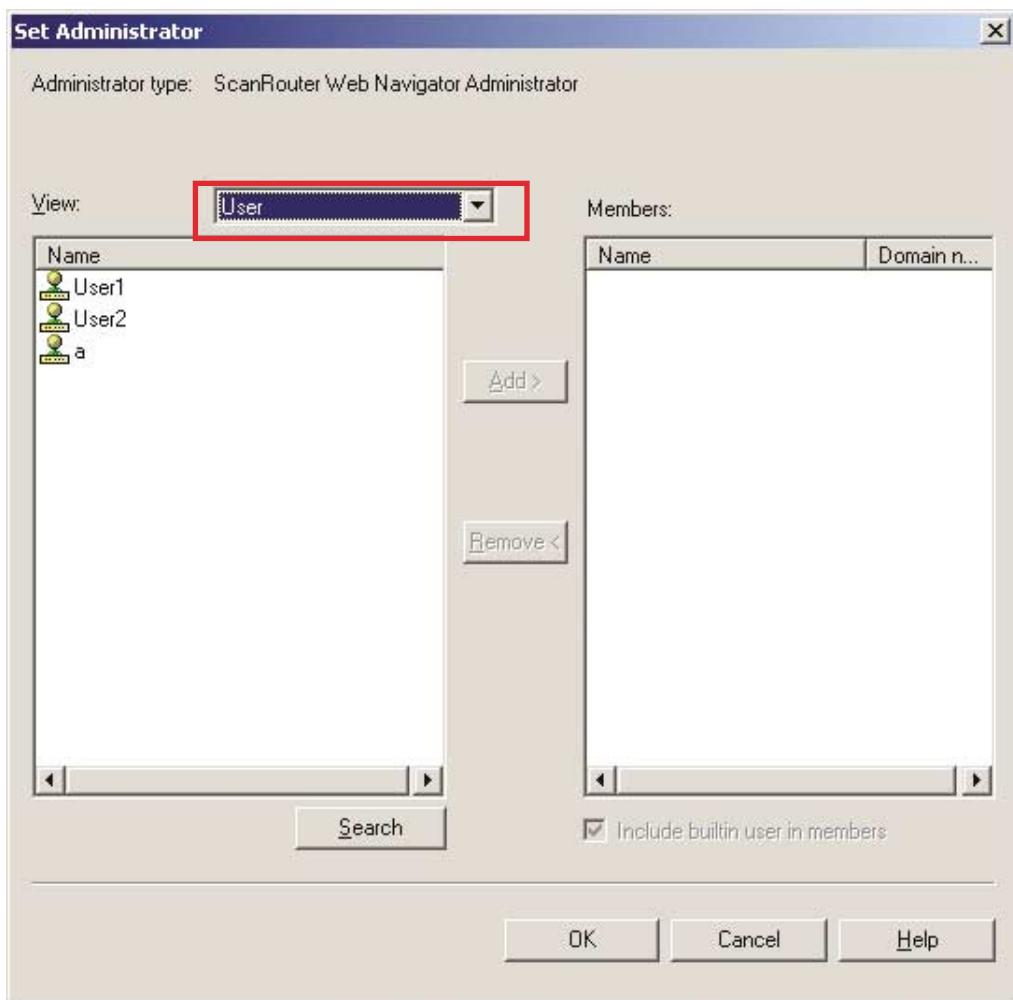 Set Administrator
Administrator type: ScanRouter Web Navigator Administrator
View: User
Members:
Name
User1
User2
a
Name Domain n...
Add >
Remove <
Search
Include builtin user in members
OK Cancel Help